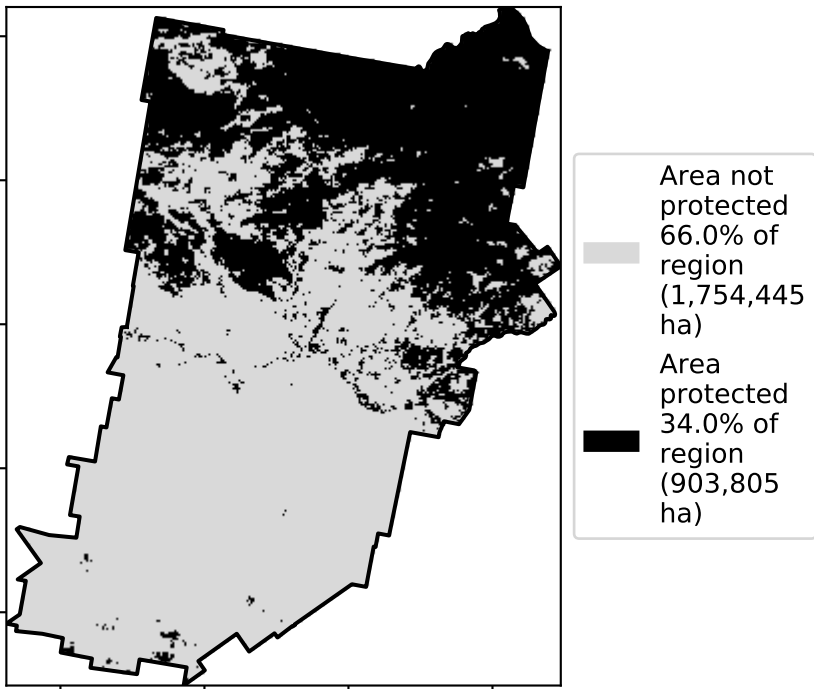 Area not
protected
66.0% of
region
(1,754,445
ha)
Area
protected
34.0% of
region
(903,805
ha)